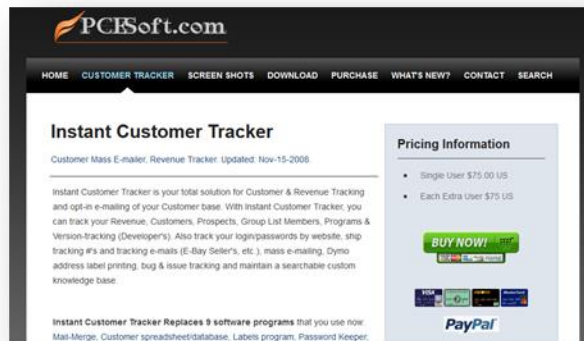 PCESoft.com
HOME CUSTOMER TRACKER SCREEN SHOTS DOWNLOAD PURCHASE WHAT'S NEW? CONTACT SEARCH
Instant Customer Tracker
Customer Mass E-mailer, Revenue Tracker. Updated: Nov-15-2008
Instant Customer Tracker is your total solution for Customer & Revenue Tracking
and opt-in e-mailing of your Customer base. With Instant Customer Tracker, you
can track your Revenue, Customers, Prospects, Group List Members, Programs &
Version-tracking (Developer's). Also track your login/passwords by website, ship
tracking #'s and tracking e-mails (E-Bay Seller's, etc.), mass e-mailing, Dymo
address label printing, bug & issue tracking and maintain a searchable custom
knowledge base.
Instant Customer Tracker Replaces 9 software programs that you use now:
Mail-Merge, Customer spreadsheet/database, Labels program, Password Keeper,
Pricing Information
Single User $75.00 US
Each Extra User $75 US
BUY NOW!
VISA
PayPal